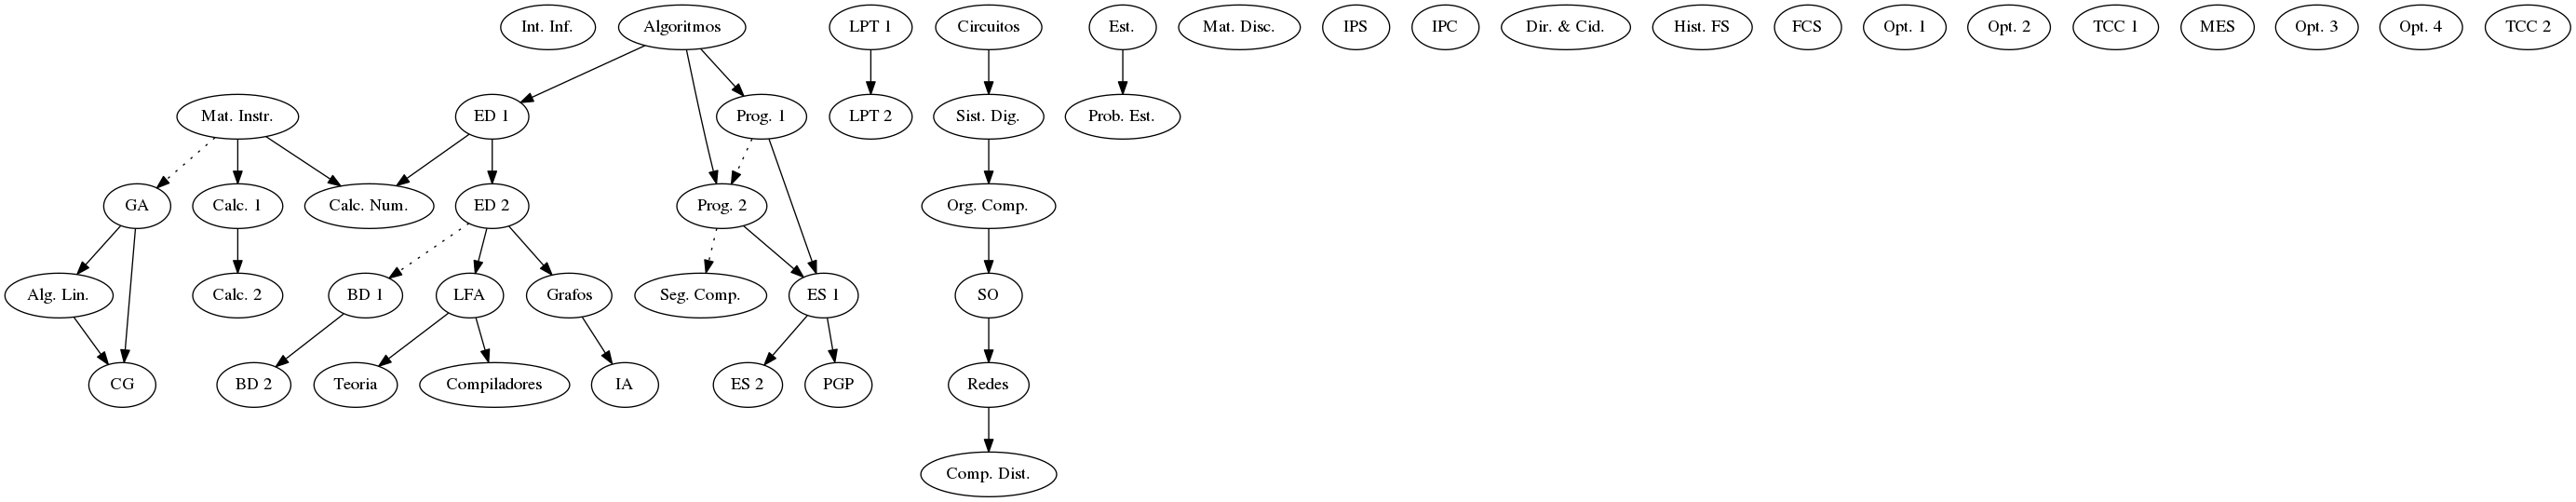 Int. Inf.
Algoritmos
LPT 1
Circuitos
Est.
Mat. Disc.
IPS
IPC
Dir. & Cid.
Hist. FS
FCS
Opt. 1
Opt. 2
TCC 1
MES
Opt. 3
Opt. 4
TCC 2
Mat. Instr.
ED 1
Prog. 1
LPT 2
Sist. Dig.
Prob. Est.
GA
Calc. 1
Calc. Num.
ED 2
Prog. 2
Org. Comp.
Alg. Lin.
Calc. 2
BD 1
LFA
Grafos
Seg. Comp.
ES 1
SO
CG
BD 2
Teoria
Compiladores
IA
ES 2
PGP
Redes
Comp. Dist.